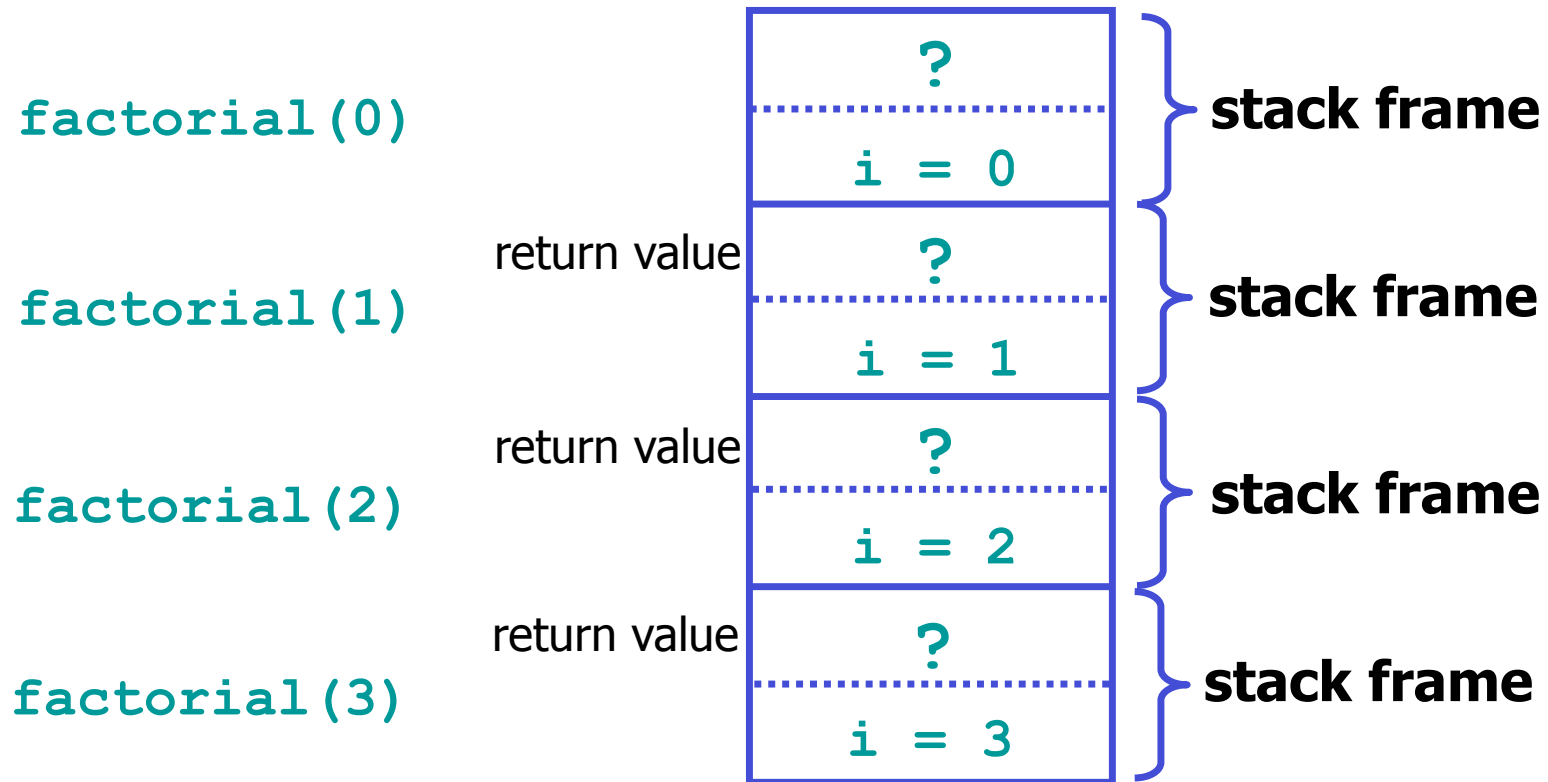 ?
factorial(0)
stack frame
i = 0
return value
?
factorial(1)
stack frame
i = 1
return value
?
factorial(2)
stack frame
i = 2
return value
?
factorial(3)
stack frame
i = 3